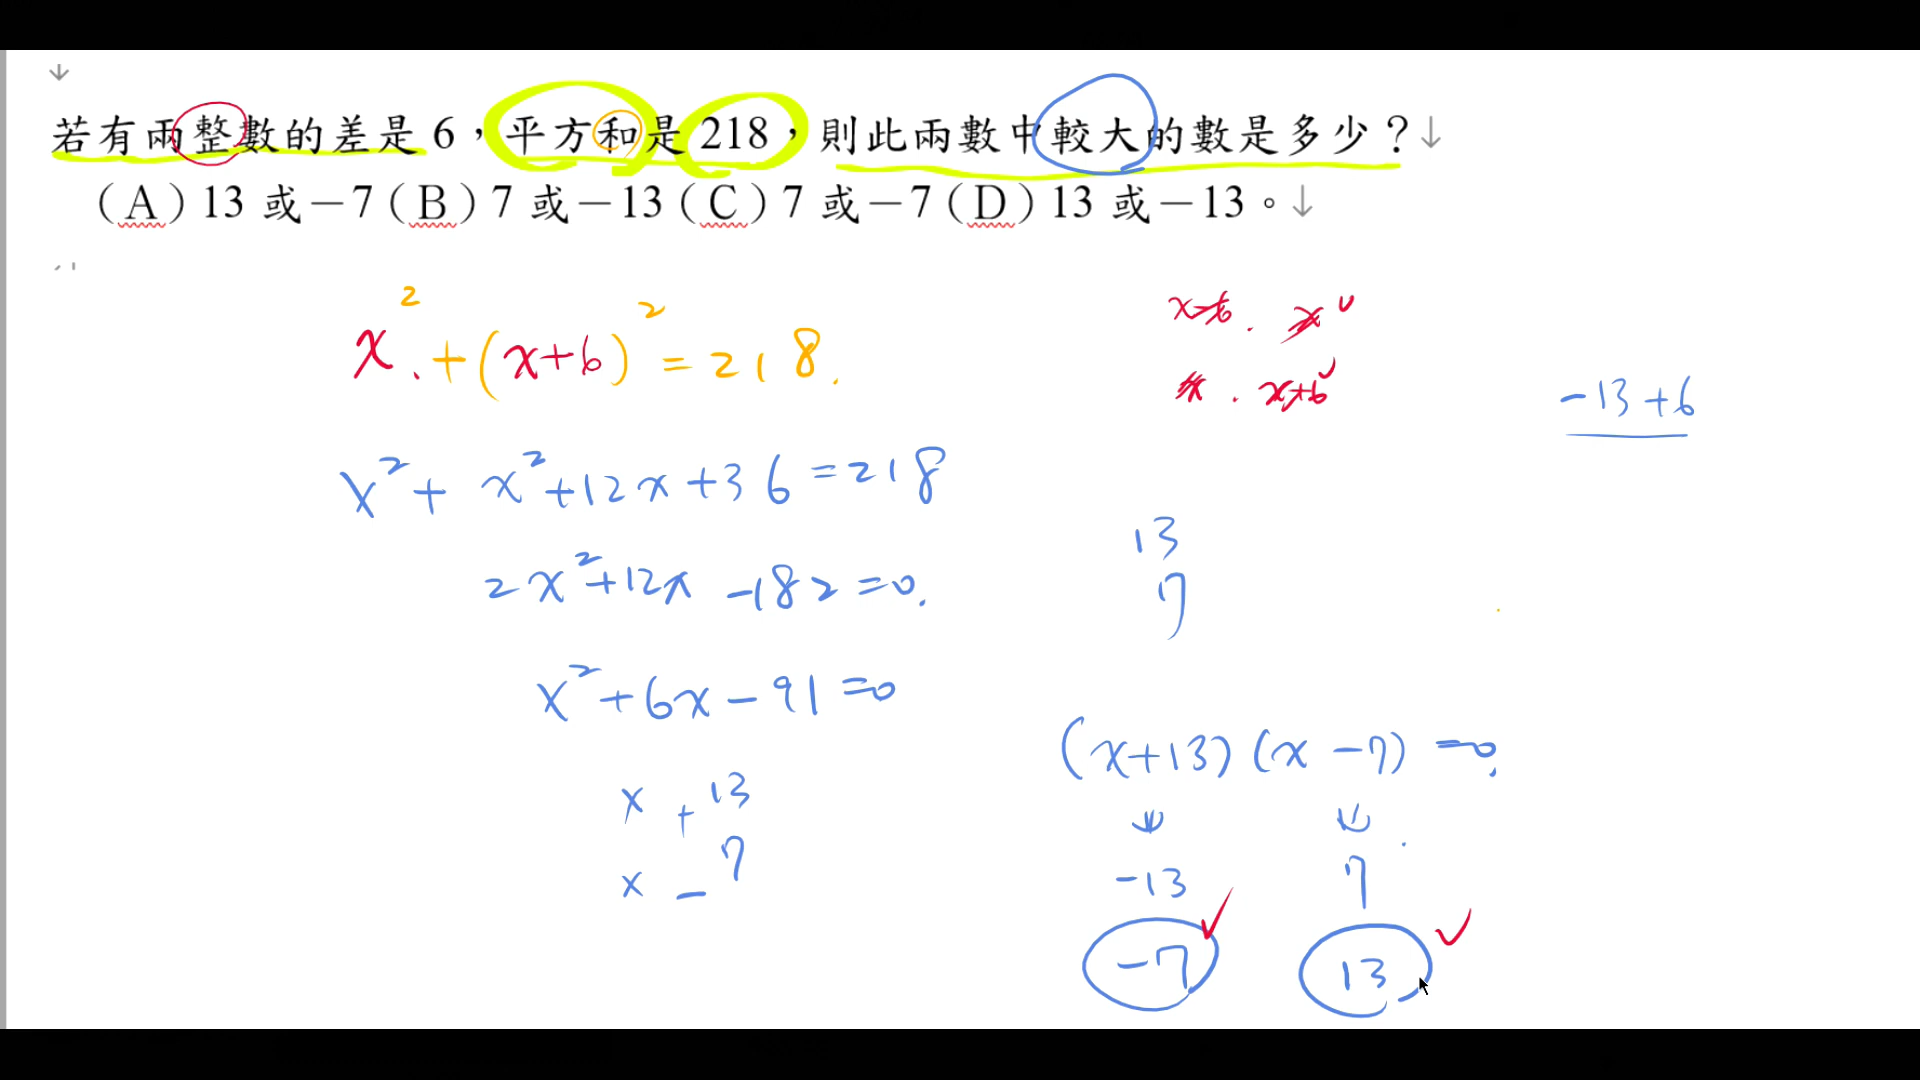 若有兩整數的差是 6，平方和是 218，則此兩數中較大的數是多少？↓
（A）13 或－7（B）7 或－13（C）7 或－7（D）13 或－13。↓
x² + (x+6)² = 218.
x² + x² +12x +36 = 218
2x² +12x -182 = 0.
x² + 6x - 91 = 0
x + 13
x - 7
x . x+6
-13 +6
13
7
(x+13) (x-7) = 0.
-13 7
-7 13